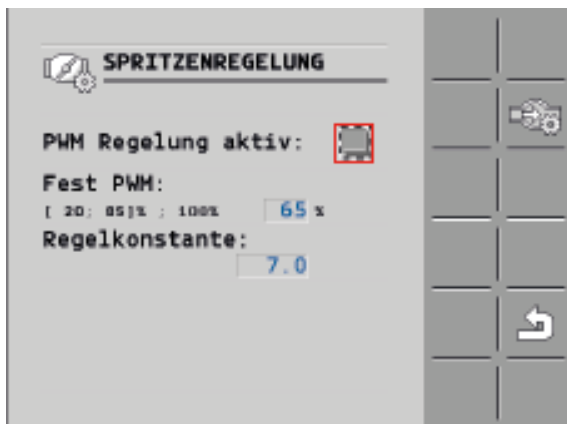 SPRITZENREGELUNG
PWM Regelung aktiv:
Fest PWM:
[ 20; 85]% ; 100% 65 %
Regelkonstante:
7.0